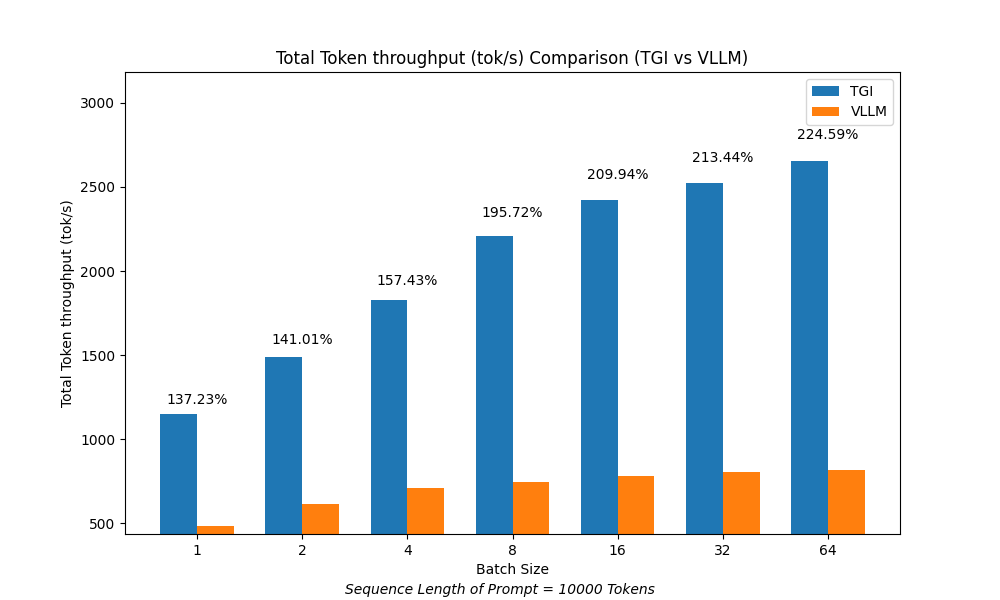 Total Token throughput (tok/s) Comparison (TGI vs VLLM)
TGI
VLLM
Total Token throughput (tok/s)
3000
2500
2000
1500
1000
500
137.23%
141.01%
157.43%
195.72%
209.94%
213.44%
224.59%
1 2 4 8 16 32 64
Batch Size
Sequence Length of Prompt = 10000 Tokens